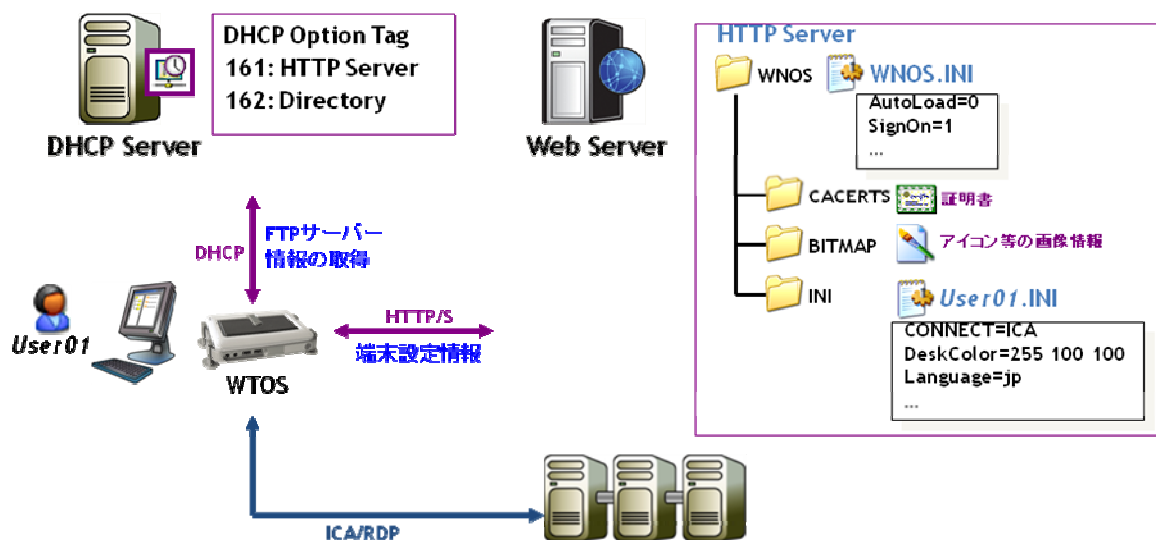 DHCP Option Tag
161: HTTP Server
162: Directory
DHCP Server
Web Server
HTTP Server
WNOS
WNOS.INI
AutoLoad=0
SignOn=1
...
CACERTS
証明書
BITMAP
アイコン等の画像情報
INI
User01.INI
CONNECT=ICA
DeskColor=255 100 100
Language=jp
...
DHCP
FTPサーバー
情報の取得
User01
WTOS
HTTP/S
端末設定情報
ICA/RDP